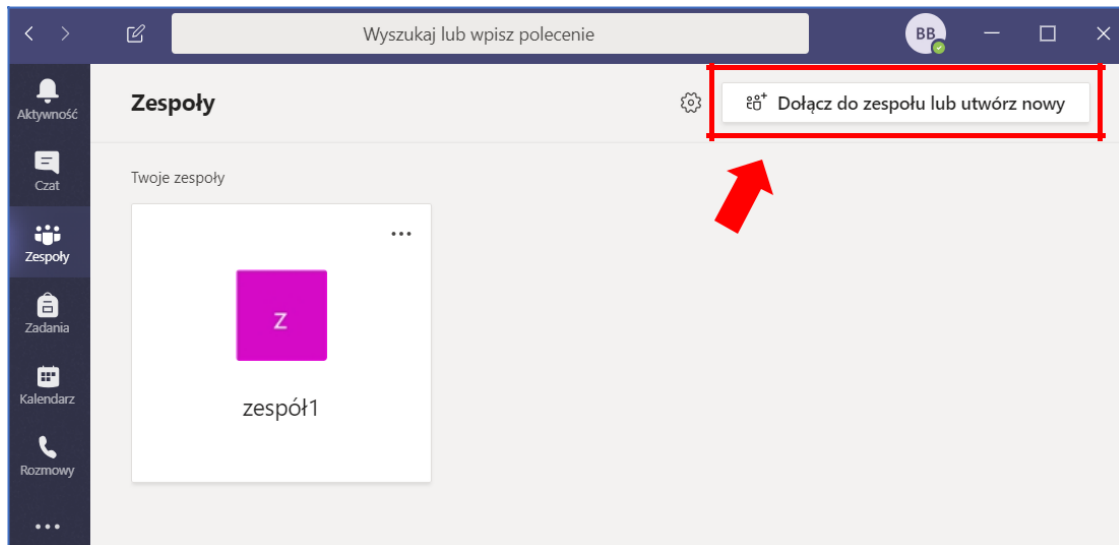 Wyszukaj lub wpisz polecenie
BB
Aktywność
Czat
Zespoły
Zadania
Kalendarz
Rozmowy
Zespoły
Dołącz do zespołu lub utwórz nowy
Twoje zespoły
Z
zespół1